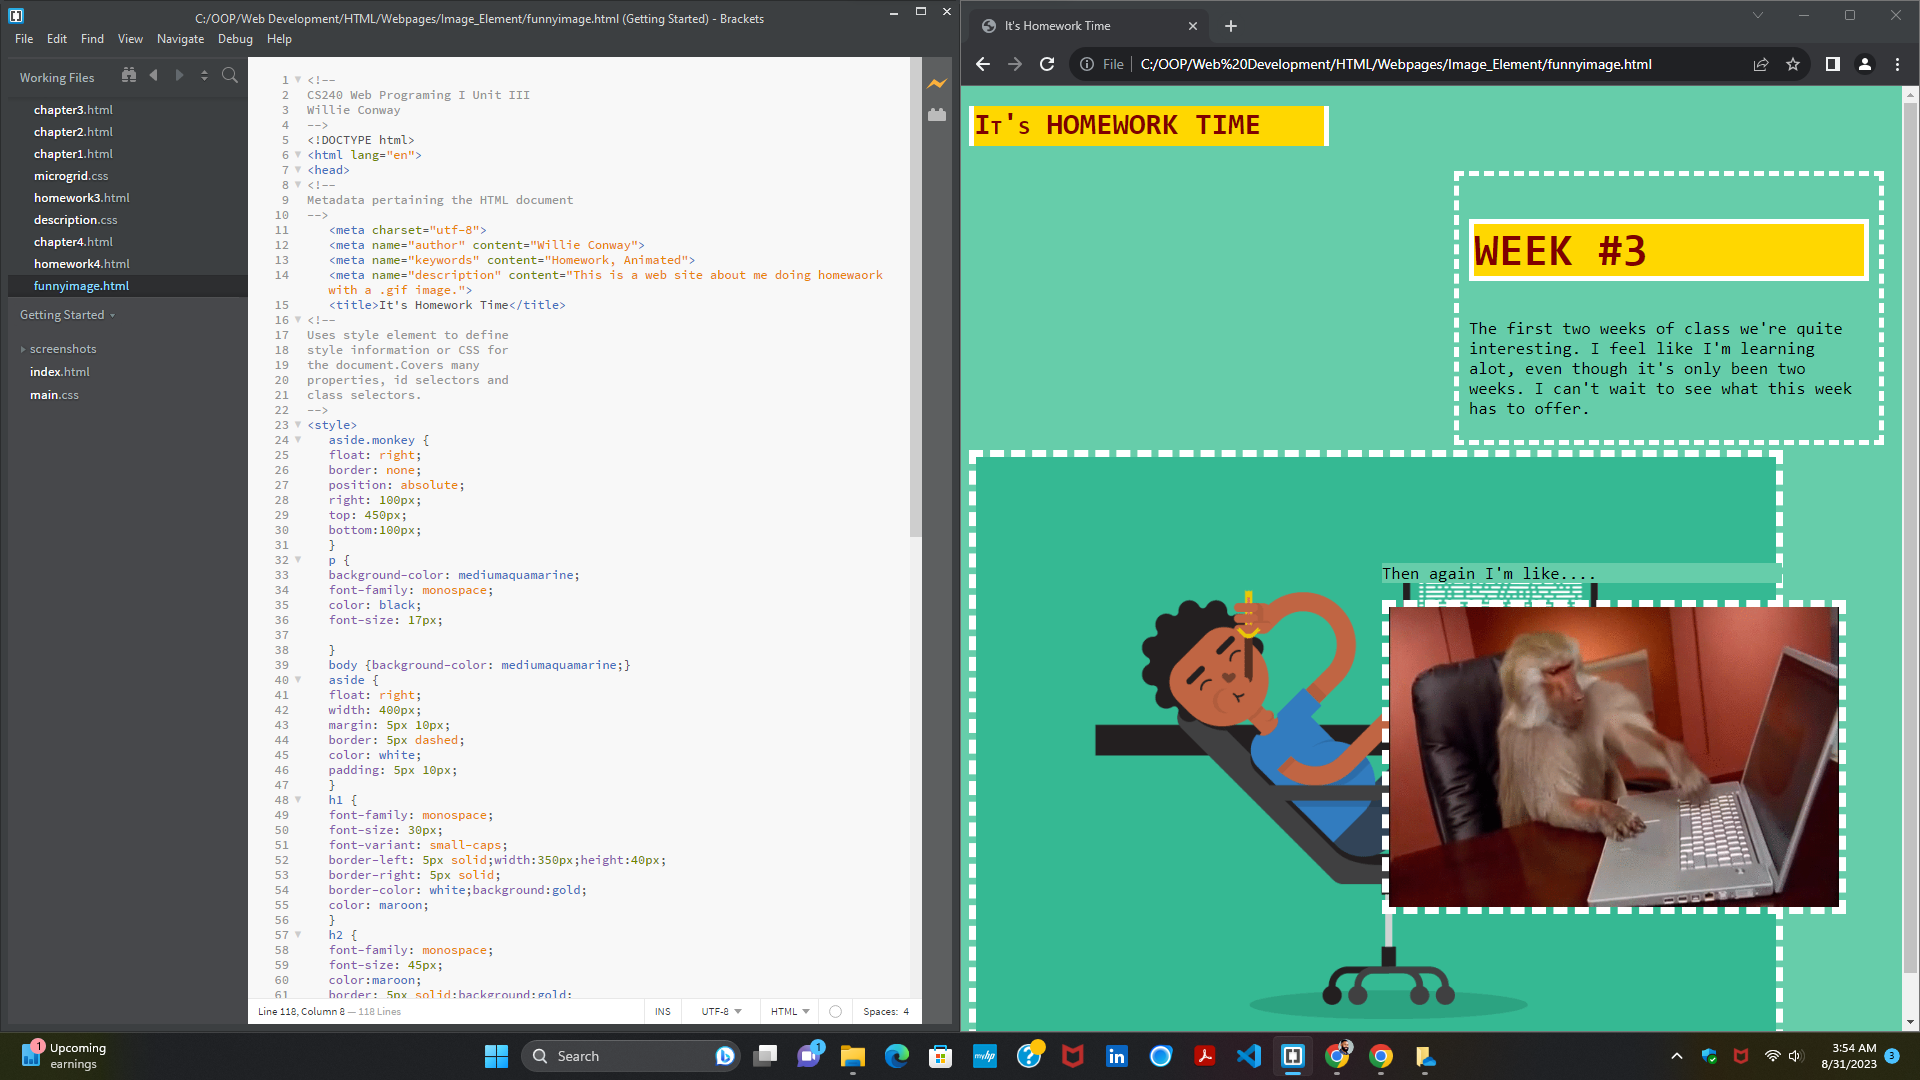 C:/OOP/Web Development/HTML/Webpages/Image_Element/funnyimage.html (Getting Started) - Brackets
File Edit Find View Navigate Debug Help
Working Files
chapter3.html
chapter2.html
chapter1.html
microgrid.css
homework3.html
description.css
chapter4.html
homework4.html
funnyimage.html
Getting Started
screenshots
index.html
main.css
1 <!--
2 CS240 Web Programing I Unit III
3 Willie Conway
4 -->
5 <!DOCTYPE html>
6 <html lang="en">
7 <head>
8 <!--
9 Metadata pertaining the HTML document
10 -->
11 <meta charset="utf-8">
12 <meta name="author" content="Willie Conway">
13 <meta name="keywords" content="Homework, Animated">
14 <meta name="description" content="This is a web site about me doing homewaork
with a .gif image.">
15 <title>It's Homework Time</title>
16 <!--
17 Uses style element to define
18 style information or CSS for
19 the document.Covers many
20 properties, id selectors and
21 class selectors.
22 -->
23 <style>
24 aside.monkey {
25 float: right;
26 border: none;
27 position: absolute;
28 right: 100px;
29 top: 450px;
30 bottom:100px;
31 }
32 p {
33 background-color: mediumaquamarine;
34 font-family: monospace;
35 color: black;
36 font-size: 17px;
37
38 }
39 body {background-color: mediumaquamarine;}
40 aside {
41 float: right;
42 width: 400px;
43 margin: 5px 10px;
44 border: 5px dashed;
45 color: white;
46 padding: 5px 10px;
47 }
48 h1 {
49 font-family: monospace;
50 font-size: 30px;
51 font-variant: small-caps;
52 border-left: 5px solid;width:350px;height:40px;
53 border-right: 5px solid;
54 border-color: white;background:gold;
55 color: maroon;
56 }
57 h2 {
58 font-family: monospace;
59 font-size: 45px;
60 color:maroon;
61 border: 5px solid;background:gold;
Line 118, Column 8 — 118 Lines
INS UTF-8 HTML Spaces: 4
It's Homework Time
File C:/OOP/Web%20Development/HTML/Webpages/Image_Element/funnyimage.html
IT's HOMEWORK TIME
WEEK #3
The first two weeks of class we're quite
interesting. I feel like I'm learning
alot, even though it's only been two
weeks. I can't wait to see what this week
has to offer.
Then again I'm like....
1 Upcoming
earnings
Search
1
myhp
3:54 AM
8/31/2023
3